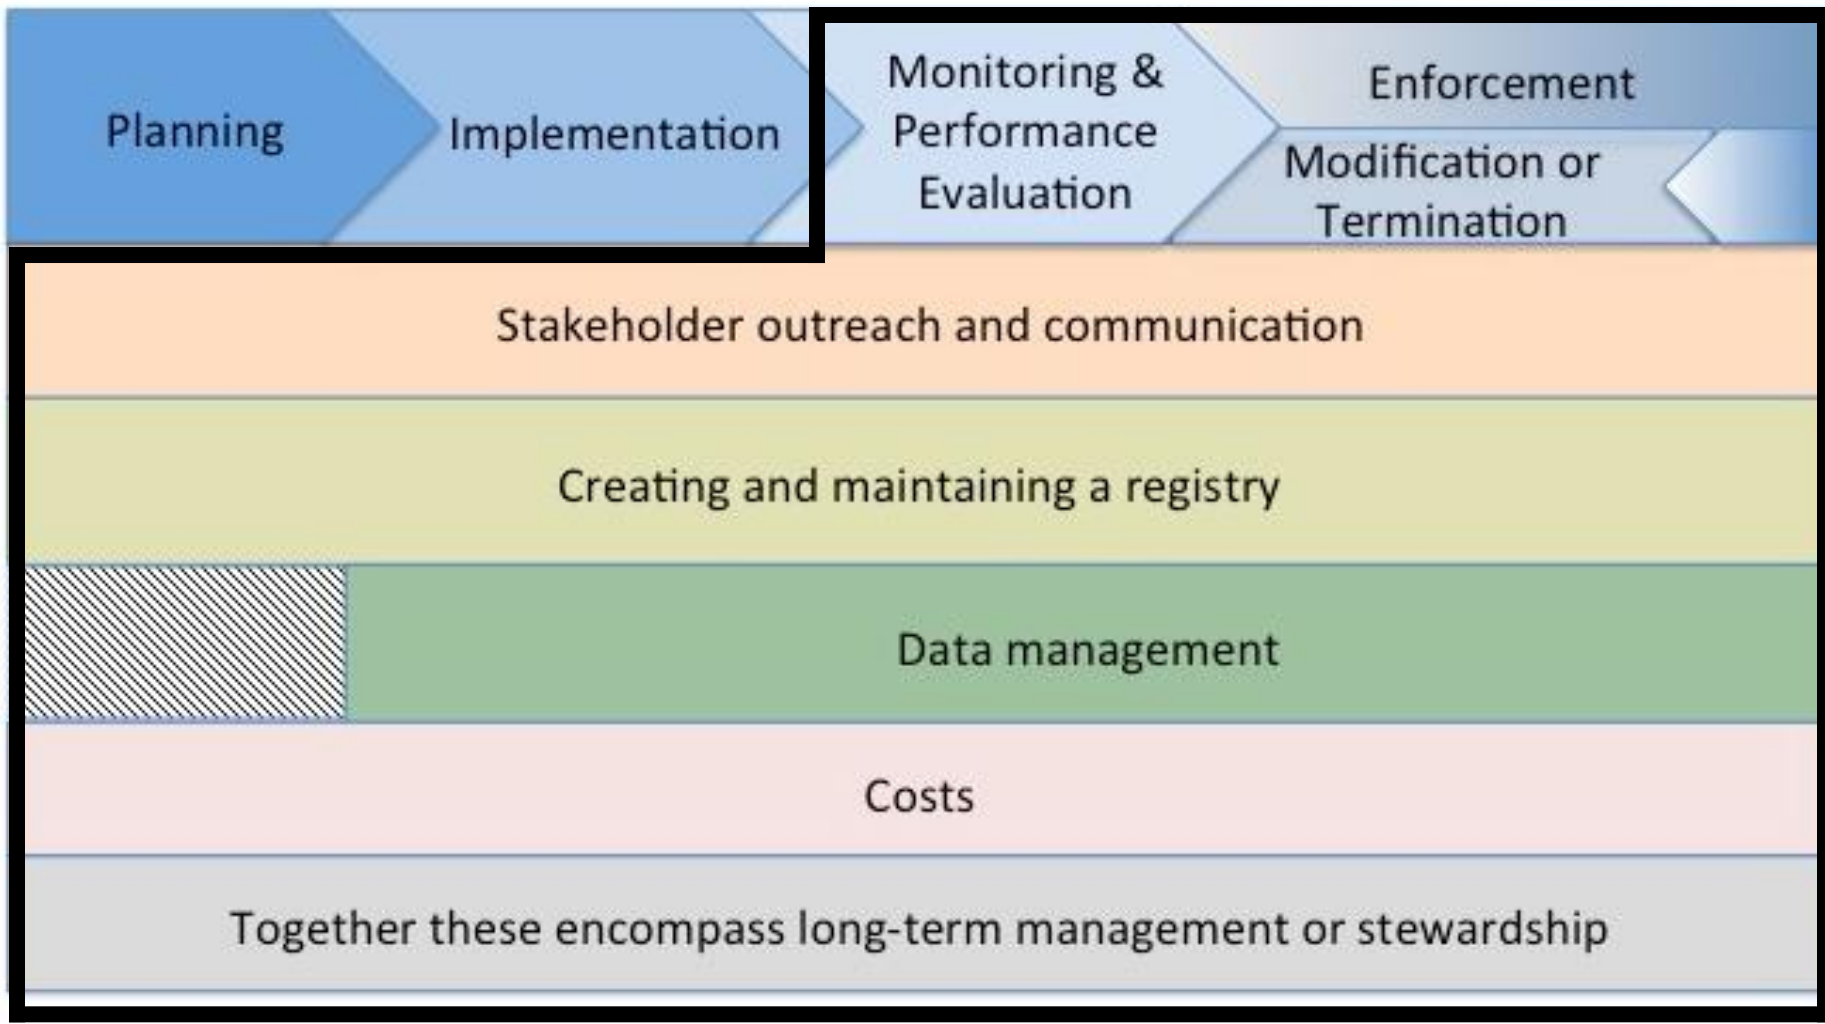 Planning
Implementation
Monitoring &
Performance
Evaluation
Enforcement
Modification or
Termination
Stakeholder outreach and communication
Creating and maintaining a registry
Data management
Costs
Together these encompass long-term management or stewardship